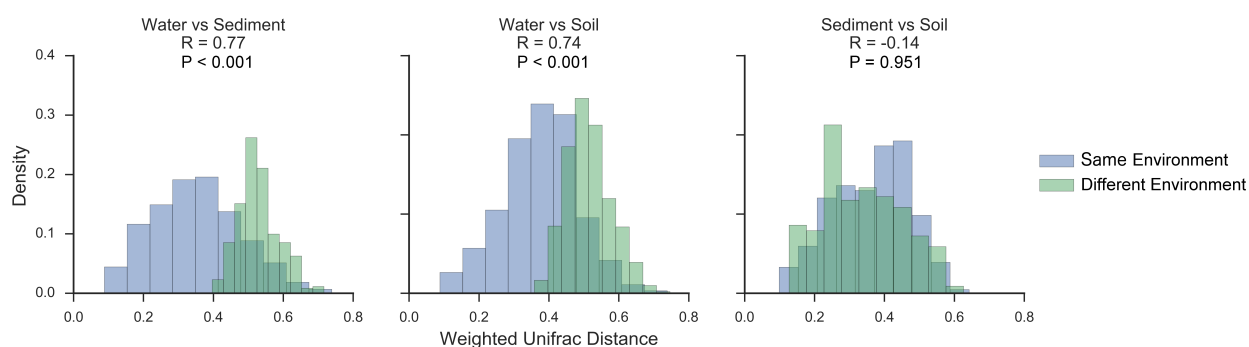 Water vs Sediment
R = 0.77
P < 0.001
Water vs Soil
R = 0.74
P < 0.001
Sediment vs Soil
R = -0.14
P = 0.951
Density
0.4
0.3
0.2
0.1
0.0
0.0 0.2 0.4 0.6 0.8
0.0 0.2 0.4 0.6 0.8
0.0 0.2 0.4 0.6 0.8
Weighted Unifrac Distance
Same Environment
Different Environment